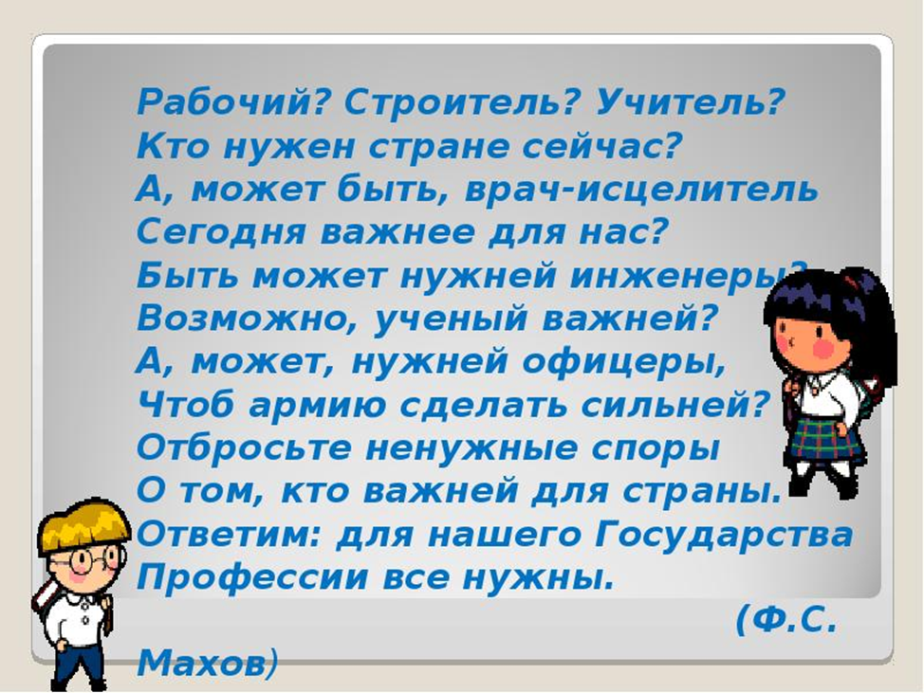 Рабочий? Строитель? Учитель?
Кто нужен стране сейчас?
А, может быть, врач-исцелитель
Сегодня важнее для нас?
Быть может нужней инженеры?
Возможно, ученый важней?
А, может, нужней офицеры,
Чтоб армию сделать сильней?
Отбросьте ненужные споры
О том, кто важней для страны.
Ответим: для нашего Государства
Профессии все нужны.
(Ф.С.
Махов)